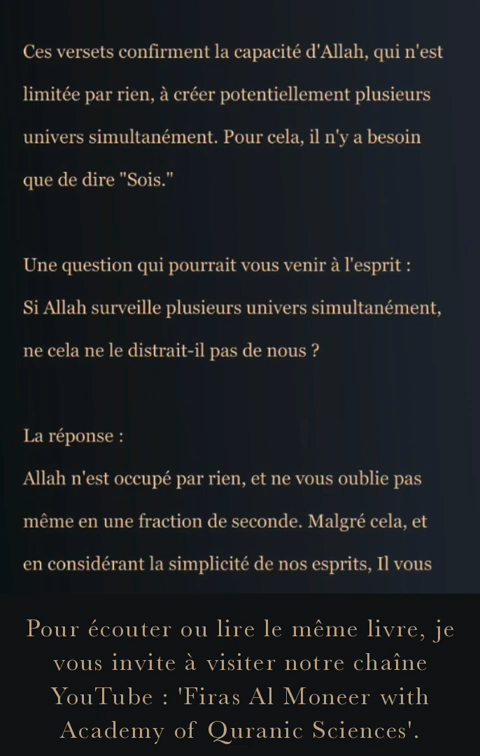 Ces versets confirment la capacité d'Allah, qui n'est
limitée par rien, à créer potentiellement plusieurs
univers simultanément. Pour cela, il n'y a besoin
que de dire "Sois."
Une question qui pourrait vous venir à l'esprit :
Si Allah surveille plusieurs univers simultanément,
ne cela ne le distrait-il pas de nous ?
La réponse :
Allah n'est occupé par rien, et ne vous oublie pas
même en une fraction de seconde. Malgré cela, et
en considérant la simplicité de nos esprits, Il vous
Pour écouter ou lire le même livre, je
vous invite à visiter notre chaîne
YouTube : 'Firas Al Moneer with
Academy of Quranic Sciences'.